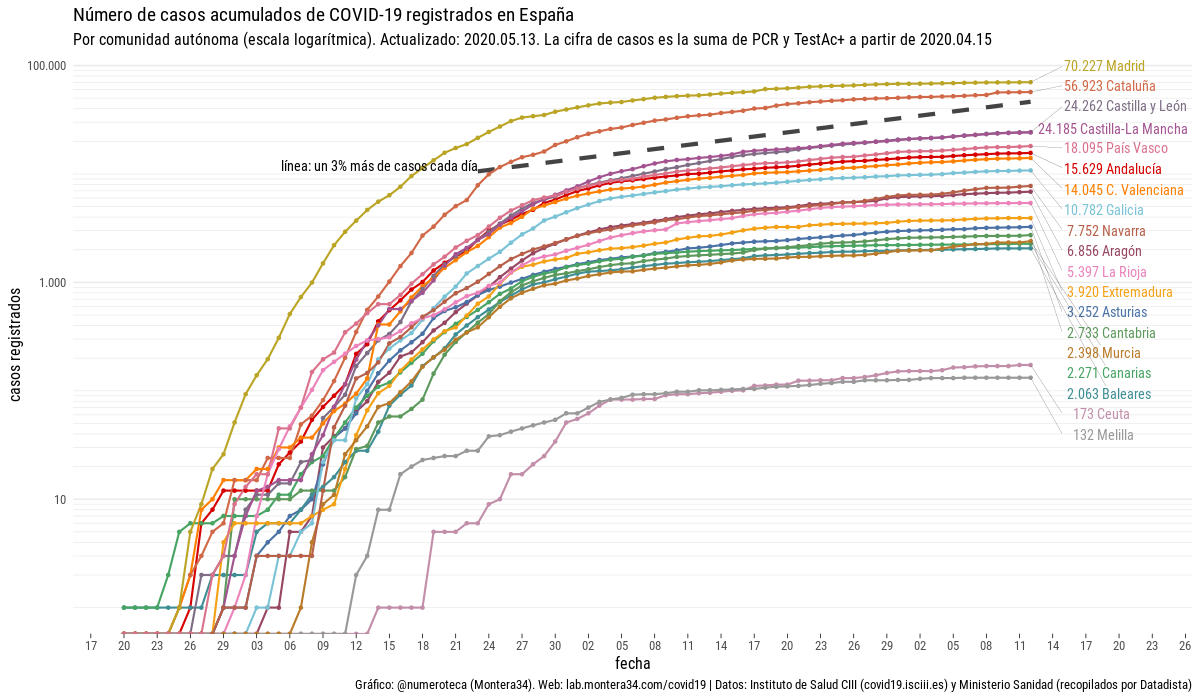 Número de casos acumulados de COVID-19 registrados en España
Por comunidad autónoma (escala logarítmica). Actualizado: 2020.05.13. La cifra de casos es la suma de PCR y TestAc+ a partir de 2020.04.15
100.000
70.227 Madrid
56.923 Cataluña
24.262 Castilla y León
24.185 Castilla-La Mancha
18.095 País Vasco
línea: un 3% más de casos cada día
15.629 Andalucía
14.045 C. Valenciana
10.782 Galicia
7.752 Navarra
6.856 Aragón
5.397 La Rioja
1.000
3.920 Extremadura
3.252 Asturias
2.733 Cantabria
2.398 Murcia
2.271 Canarias
2.063 Baleares
173 Ceuta
132 Melilla
10
casos registrados
17 20 23 26 29 03 06 09 12 15 18 21 24 27 30 02 05 08 11 14 17 20 23 26 29 02 05 08 11 14 17 20 23 26
fecha
Gráfico: @numeroteca (Montera34). Web: lab.montera34.com/covid19 | Datos: Instituto de Salud CIII (covid19.isciii.es) y Ministerio Sanidad (recopilados por Datadista)